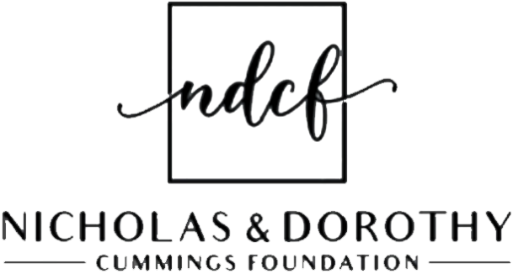 ndcf
NICHOLAS & DOROTHY
CUMMINGS FOUNDATION